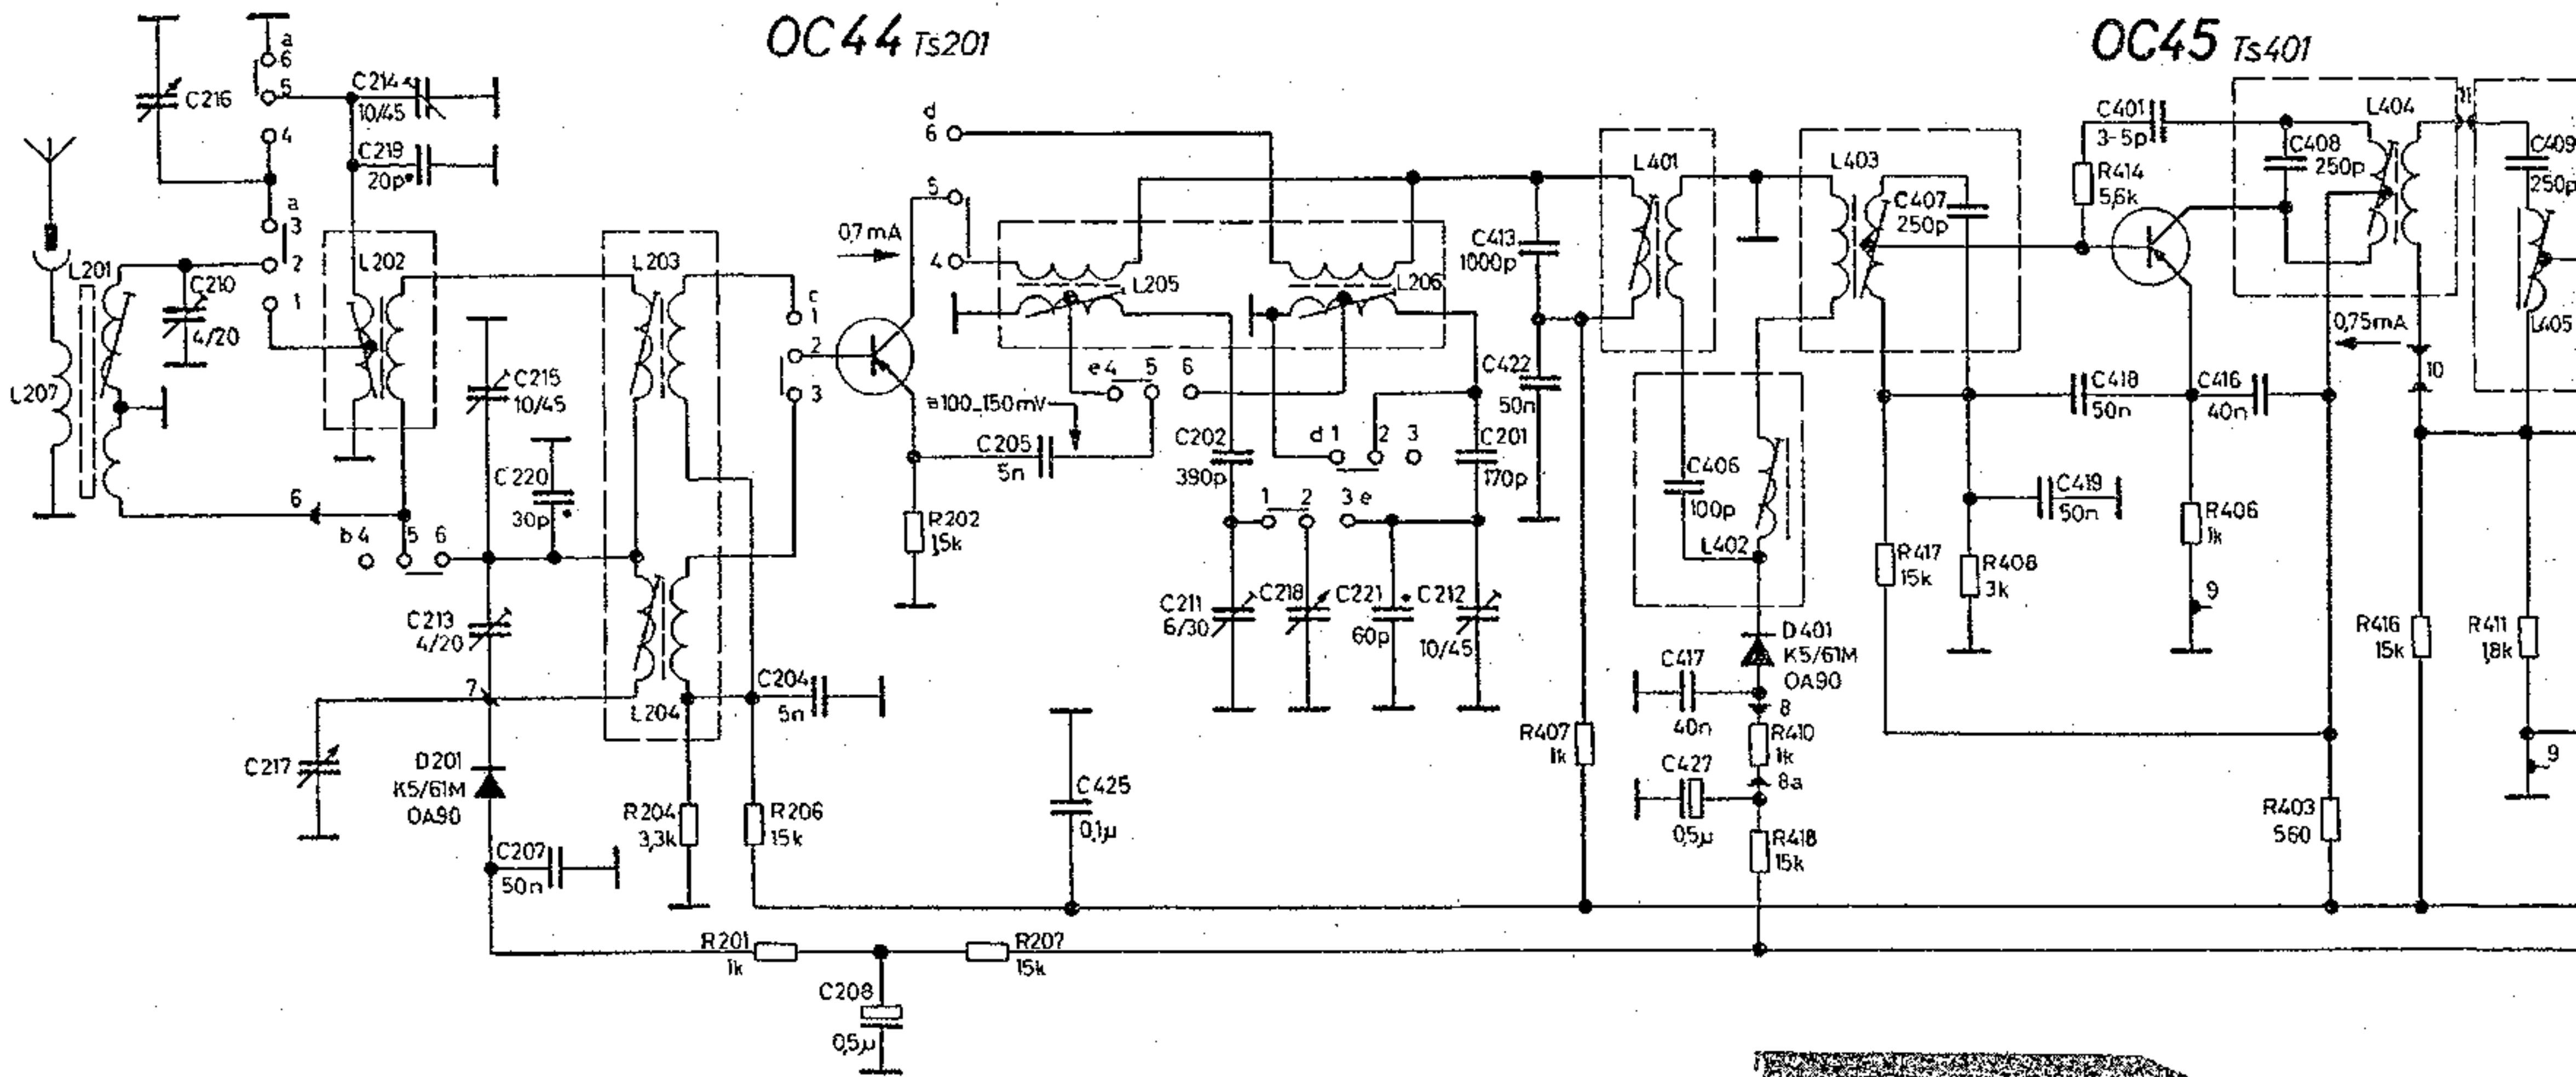 OC44 Ts201
OC45 Ts401
a
6
5
4
a
3
2
1
C216
C214
10/45
C219
20p*
L201
C210
4/20
L207
L202
6
b 4
5
6
C215
10/45
C220
30p*
C213
4/20
7
C217
D201
K5/61M
OA90
C207
50n
L203
L204
R204
3,3k
C204
5n
R206
15k
R201
1k
C208
0,5µ
R207
15k
c
1
2
3
0,7mA
d
6
5
4
R202
1,5k
C205
5n
≈100_150mV
L205
L206
e4
5
6
C202
390p
d 1
2
3
C201
170p
1
2
3 e
C211
6/30
C218
C221
60p
*
C212
10/45
C425
0,1µ
C413
1000p
C422
50n
R407
1k
L401
L403
C407
250p
C406
100p
L402
D401
K5/61M
OA90
C417
40n
8
R410
1k
8a
C427
0,5µ
R418
15k
R417
15k
R408
3k
C419
50n
C418
50n
C416
40n
R406
1k
9
C401
3-5p
R414
5,6k
L404
C408
250p
11
C409
250p
L405
0,75mA
10
R416
15k
R411
1,8k
9
R403
560